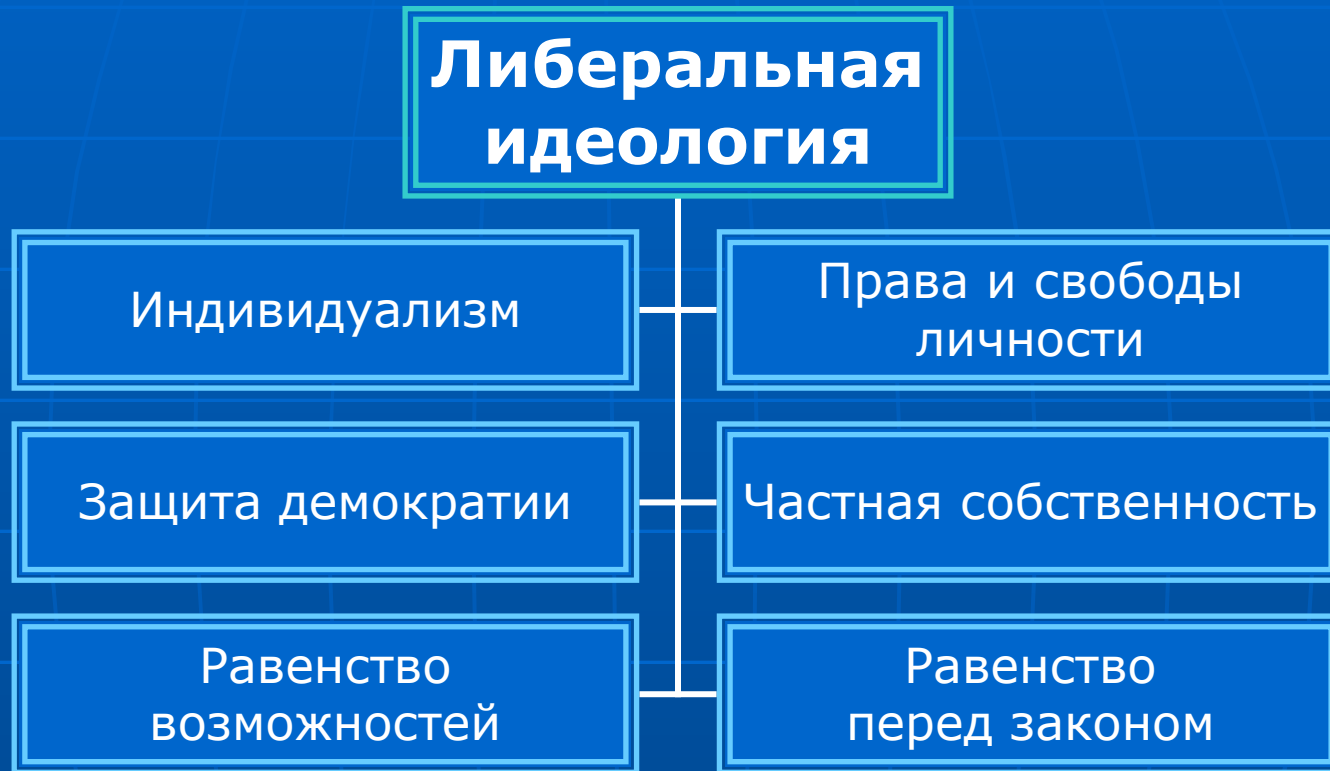 Либеральная
идеология
Индивидуализм
Права и свободы
личности
Защита демократии
Частная собственность
Равенство
возможностей
Равенство
перед законом